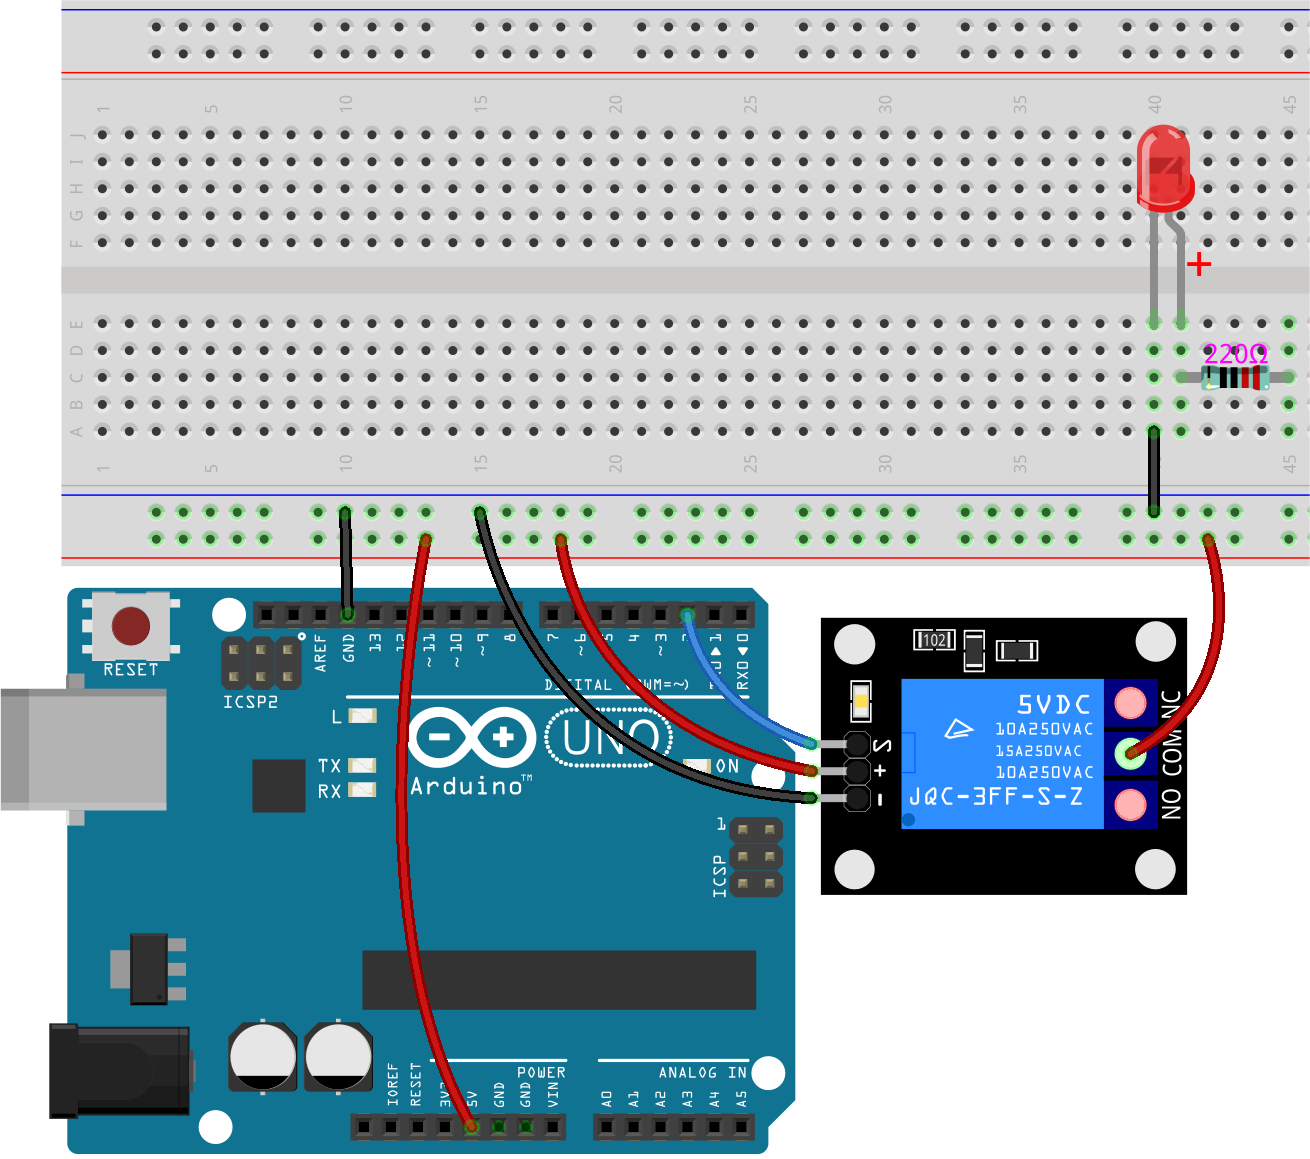 1 5 10 15 20 25 30 35 40 45
J
I
H
G
F
+
E
D
220Ω
C
B
A
1 5 10 15 20 25 30 35 40 45
RESET
ICSP2
AREF
GND
13
12
~11
~10
~9
8
7
~6
5
4
~3
2
1
RX0◄0
DIGITAL (PWM=~)
L
TX
RX
UNO
Arduino™
ON
1
ICSP
102
5VDC
10A250VAC
15A250VAC
10A250VAC
JQC-3FF-S-Z
S
+
-
NO COM NC
IOREF
RESET
3V3
5V
GND
GND
VIN
POWER
ANALOG IN
A0
A1
A2
A3
A4
A5